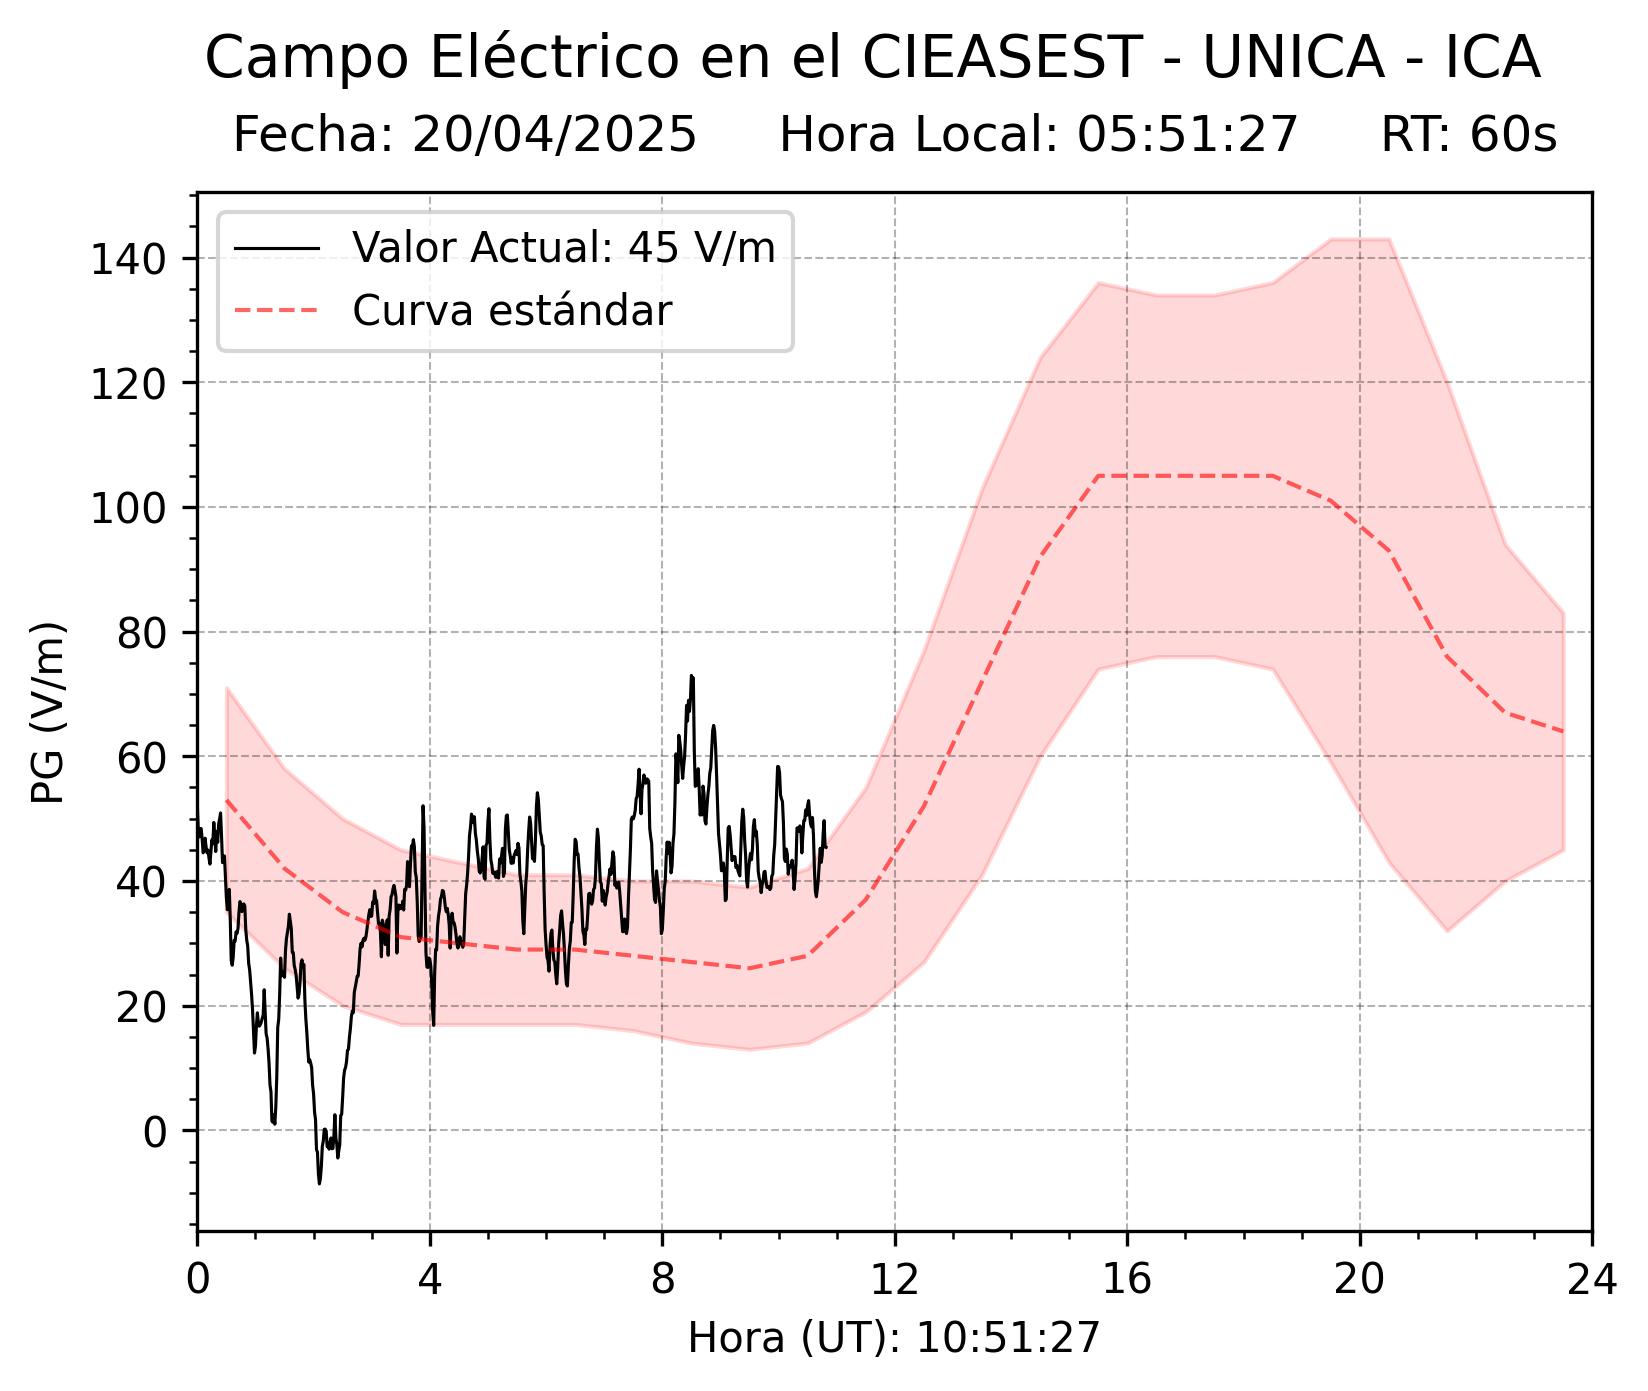 Campo Eléctrico en el CIEASEST - UNICA - ICA
Fecha: 20/04/2025 Hora Local: 05:51:27 RT: 60s
Valor Actual: 45 V/m
Curva estándar
PG (V/m)
140
120
100
80
60
40
20
0
0 4 8 12 16 20 24
Hora (UT): 10:51:27